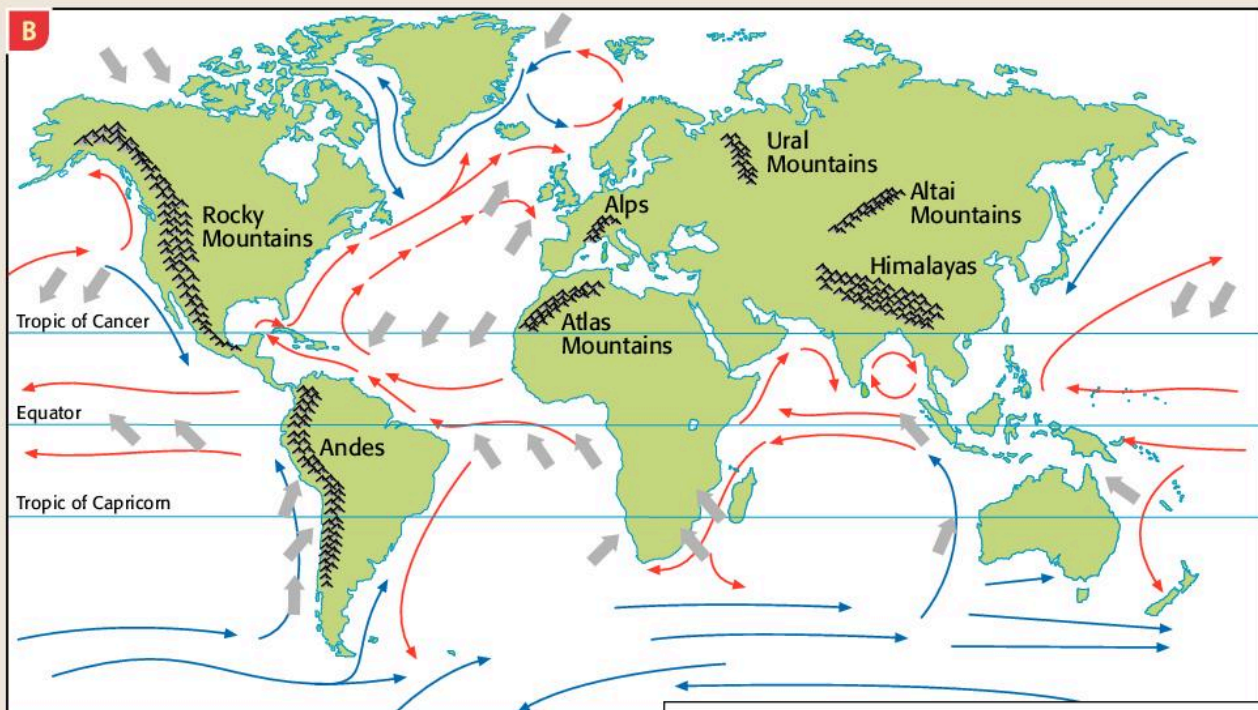 B
Ural
Mountains
Altai
Mountains
Alps
Rocky
Mountains
Himalayas
Tropic of Cancer
Atlas
Mountains
Equator
Andes
Tropic of Capricorn